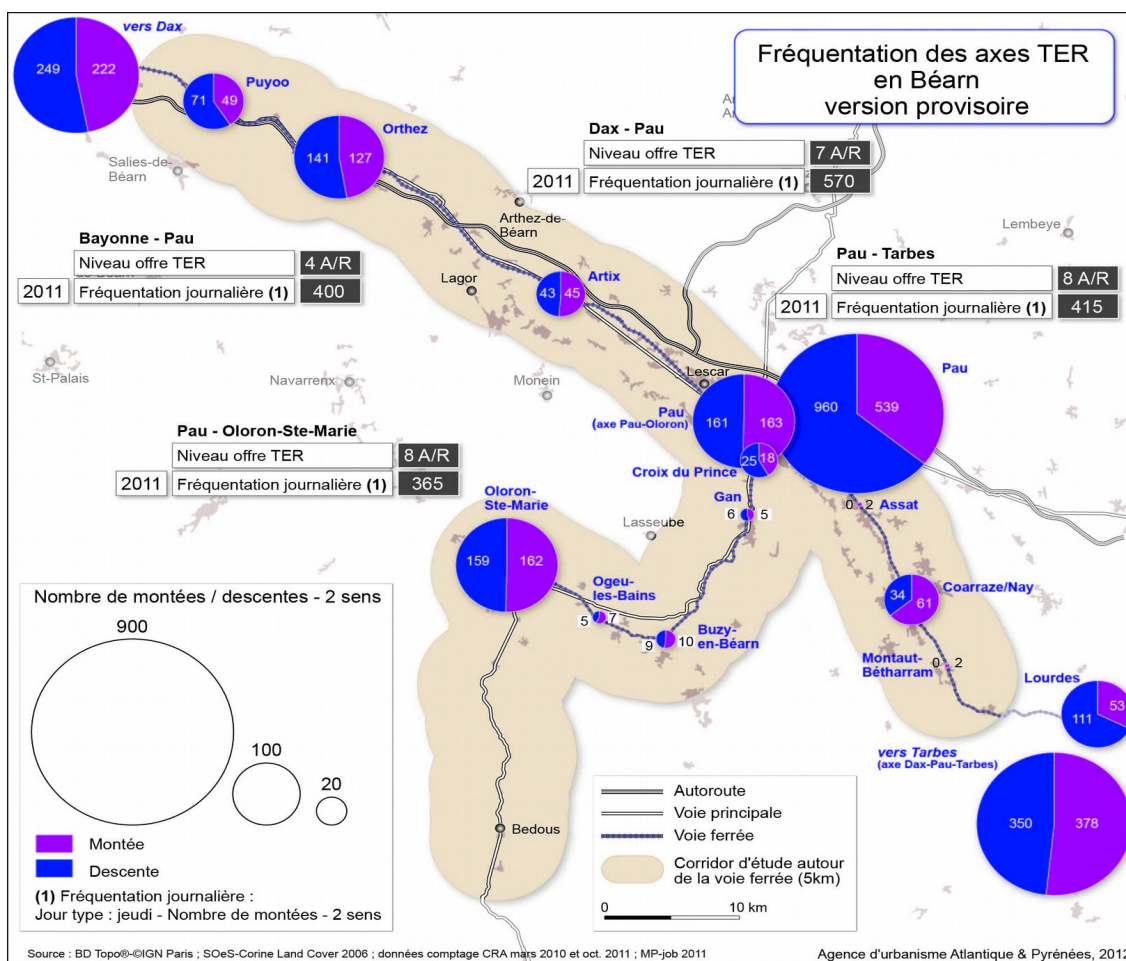 Fréquentation des axes TER
en Béarn
version provisoire
vers Dax
249 222
Puyoo
71 49
Orthez
141 127
Salies-de-
Béarn
Dax - Pau
Niveau offre TER 7 A/R
2011 Fréquentation journalière (1) 570
Arthez-de-
Béarn
Lembeye
Bayonne - Pau
Niveau offre TER 4 A/R
2011 Fréquentation journalière (1) 400
Lagor
Artix
43 45
Pau - Tarbes
Niveau offre TER 8 A/R
2011 Fréquentation journalière (1) 415
St-Palais
Navarrenx
Monein
Lescar
Pau
960 539
Pau
(axe Pau-Oloron)
161 163
Pau - Oloron-Ste-Marie
Niveau offre TER 8 A/R
2011 Fréquentation journalière (1) 365
Croix du Prince
25 18
Gan
6 5
0 2
Assat
Oloron-
Ste-Marie
159 162
Lasseube
Ogeu-
les-Bains
5 7
Buzy-
en-Béarn
9 10
Coarraze/Nay
34 61
Montaut-
Bétharram
0 2
Lourdes
111 53
vers Tarbes
(axe Dax-Pau-Tarbes)
350 378
Bedous
Nombre de montées / descentes - 2 sens
900
100
20
Montée
Descente
(1) Fréquentation journalière :
Jour type : jeudi - Nombre de montées - 2 sens
Autoroute
Voie principale
Voie ferrée
Corridor d'étude autour
de la voie ferrée (5km)
0 10 km
Source : BD Topo®-©IGN Paris ; SOeS-Corine Land Cover 2006 ; données comptage CRA mars 2010 et oct. 2011 ; MP-job 2011
Agence d'urbanisme Atlantique & Pyrénées, 2012